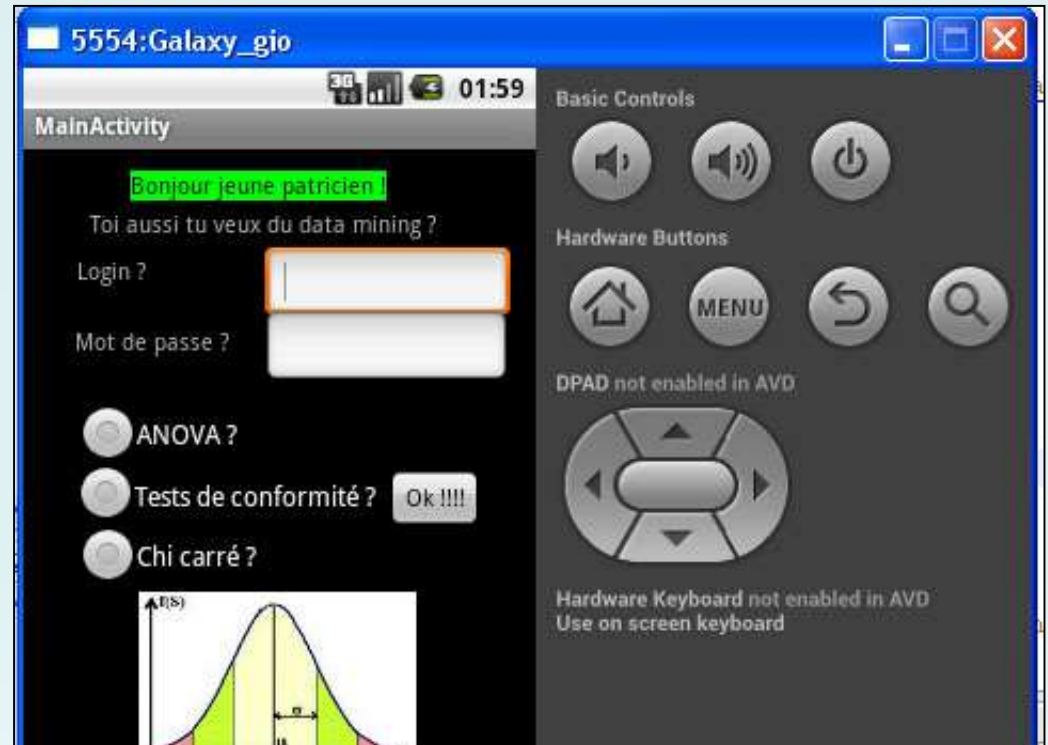 5554:Galaxy_gio
3G
01:59
MainActivity
Bonjour jeune patricien !
Toi aussi tu veux du data mining ?
Login ?
Mot de passe ?
ANOVA ?
Tests de conformité ?
Ok !!!!
Chi carré ?
f(S)
σ
Basic Controls
Hardware Buttons
MENU
DPAD not enabled in AVD
Hardware Keyboard not enabled in AVD
Use on screen keyboard